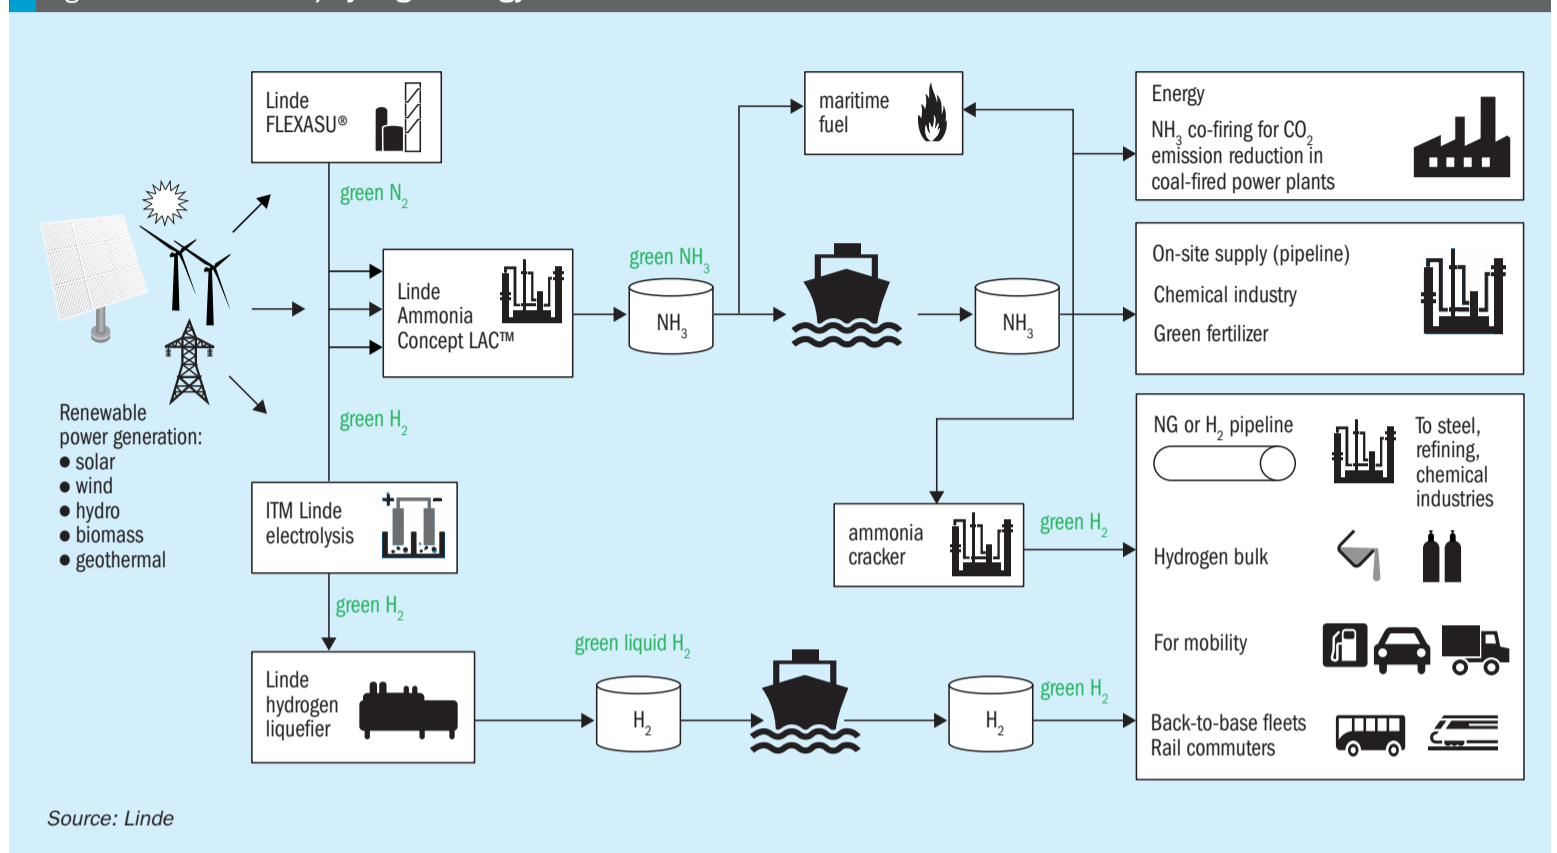 Linde
FLEXASU®
green N₂
Renewable
power generation:
● solar
● wind
● hydro
● biomass
● geothermal
Linde
Ammonia
Concept LAC™
green H₂
ITM Linde
electrolysis
+ −
green H₂
Linde
hydrogen
liquefier
green NH₃
NH₃
maritime
fuel
NH₃
ammonia
cracker
green H₂
green liquid H₂
H₂
H₂
green H₂
Energy
NH₃ co-firing for CO₂
emission reduction in
coal-fired power plants
On-site supply (pipeline)
Chemical industry
Green fertilizer
NG or H₂ pipeline
To steel,
refining,
chemical
industries
Hydrogen bulk
For mobility
Back-to-base fleets
Rail commuters
Source: Linde